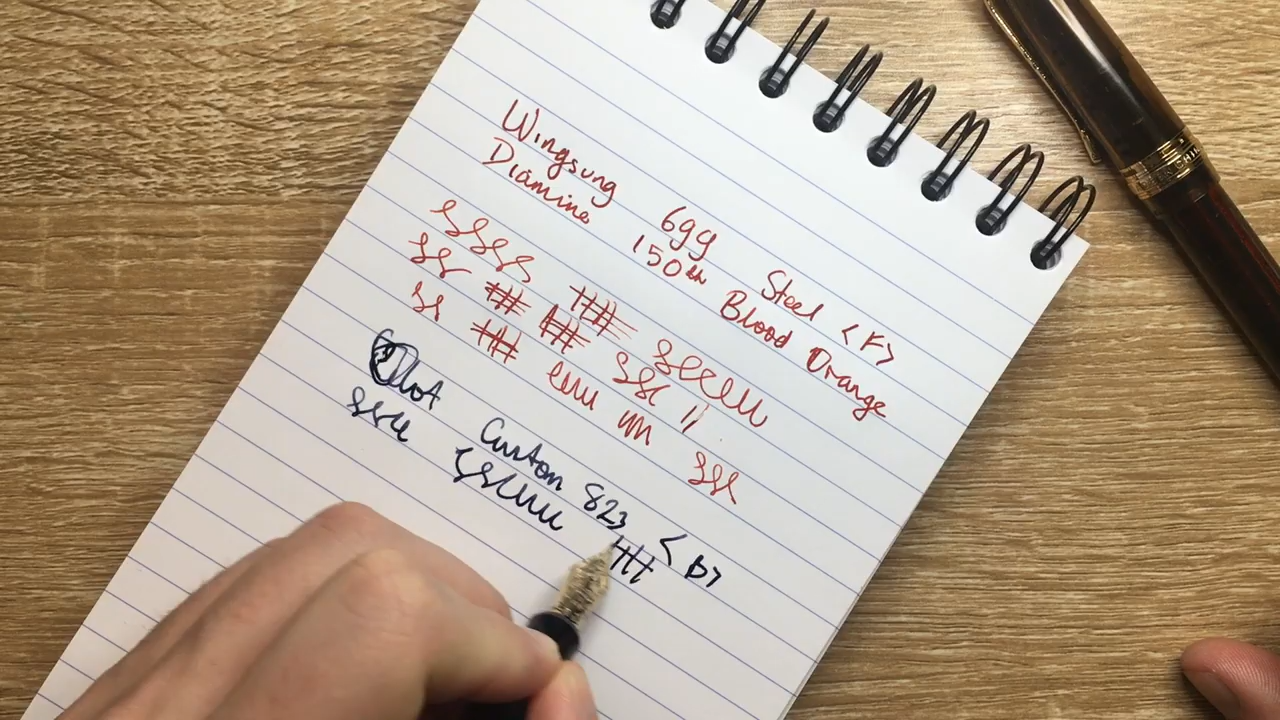 Wingsung 699 Steel <F>
Diamine 150th Blood Orange
Pilot Custom 823 <B>